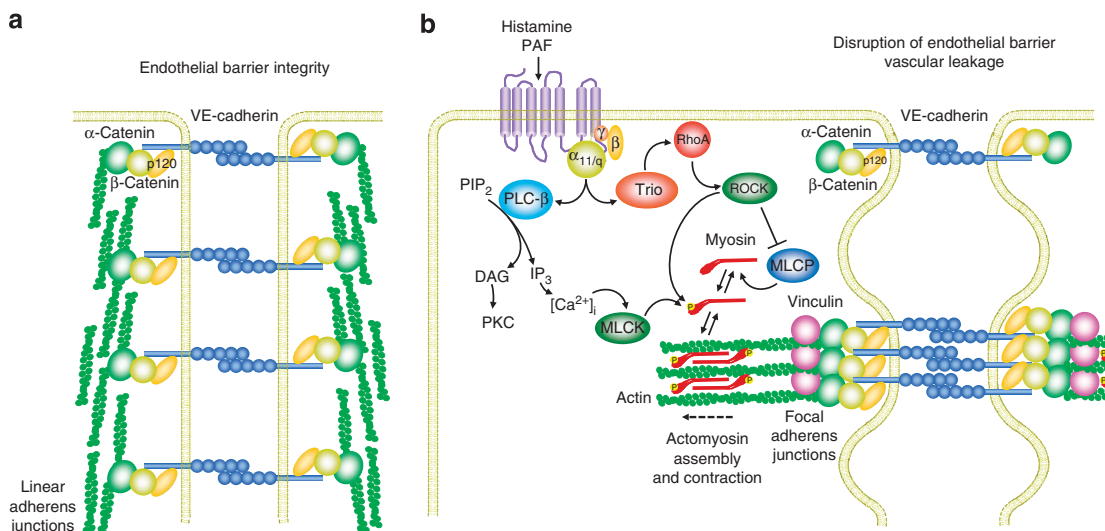 a
Endothelial barrier integrity
VE-cadherin
α-Catenin
p120
β-Catenin
Linear
adherens
junctions
b
Histamine
PAF
Disruption of endothelial barrier
vascular leakage
γ
β
α11/q
RhoA
Trio
ROCK
PIP2
PLC-β
DAG
IP3
PKC
[Ca2+]i
MLCK
Myosin
MLCP
P
Vinculin
P
P
P
P
Actin
Actomyosin
assembly
and contraction
Focal
adherens
junctions
VE-cadherin
α-Catenin
p120
β-Catenin
P
P